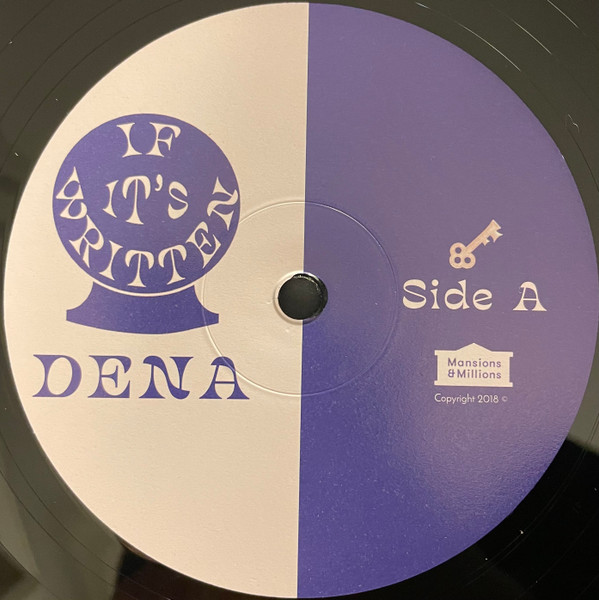 IF
IT'S
WRITTEN
DENA
Side A
Mansions
&Millions
Copyright 2018 ©